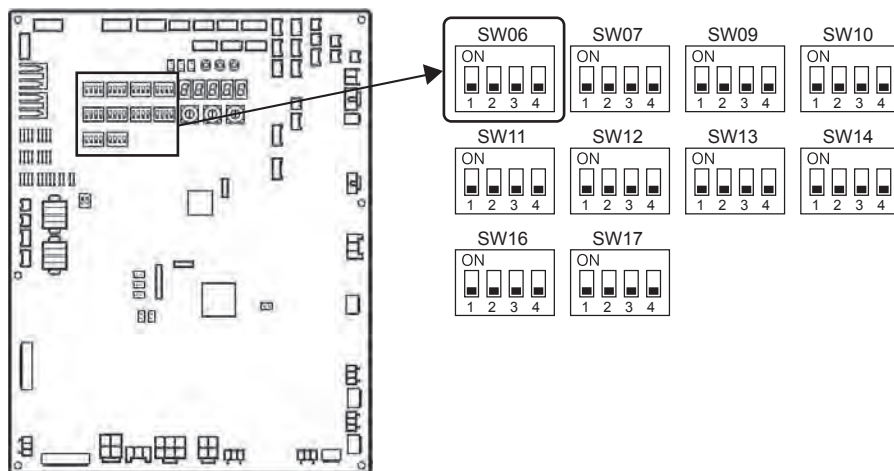 SW06 SW07 SW09 SW10
ON ON ON ON
1 2 3 4 1 2 3 4 1 2 3 4 1 2 3 4
SW11 SW12 SW13 SW14
ON ON ON ON
1 2 3 4 1 2 3 4 1 2 3 4 1 2 3 4
SW16 SW17
ON ON
1 2 3 4 1 2 3 4